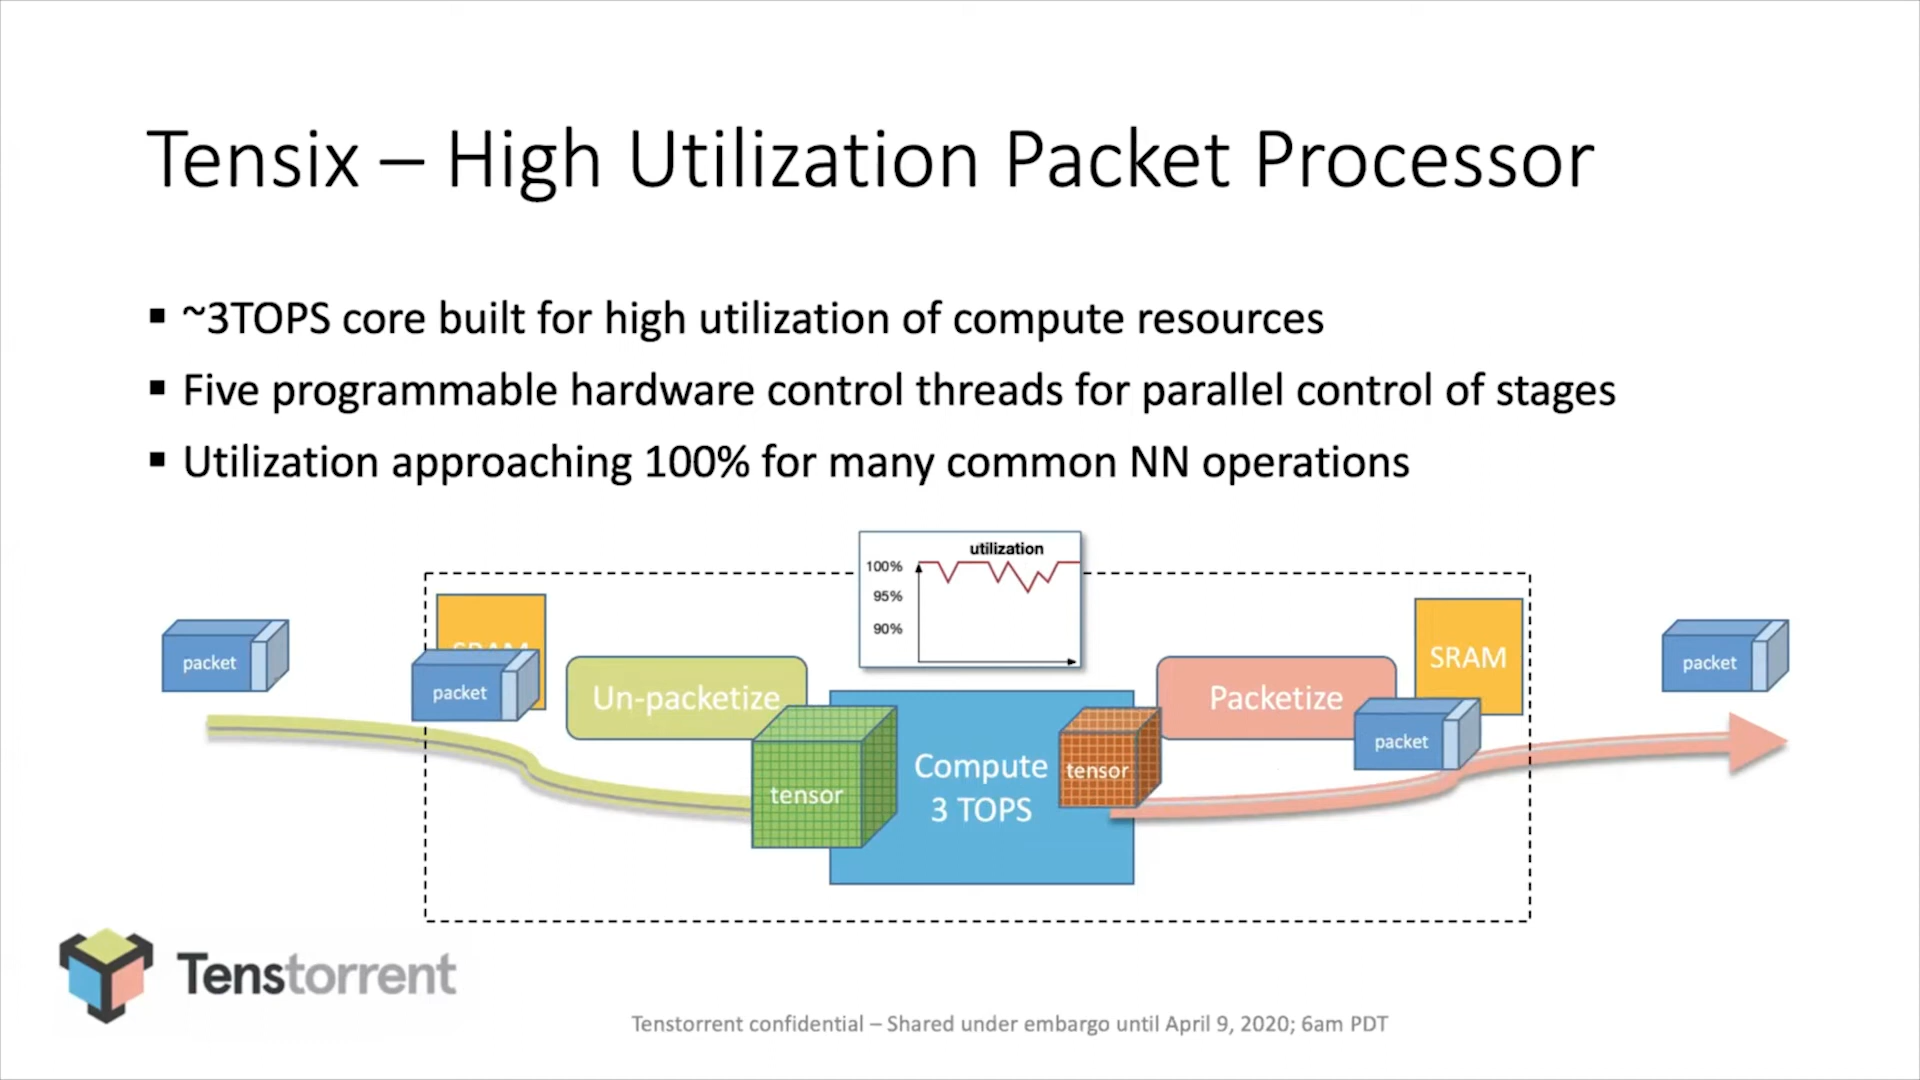 Tensix – High Utilization Packet Processor
▪ ~3TOPS core built for high utilization of compute resources
▪ Five programmable hardware control threads for parallel control of stages
▪ Utilization approaching 100% for many common NN operations
utilization
100%
95%
90%
packet
SRAM
packet
Un-packetize
tensor
Compute
3 TOPS
tensor
Packetize
SRAM
packet
packet
Tenstorrent
Tenstorrent confidential – Shared under embargo until April 9, 2020; 6am PDT